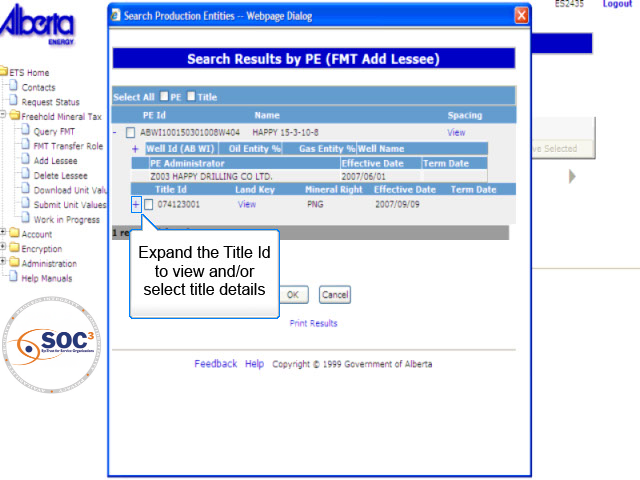 Alberta
ENERGY
ETS Home
Contacts
Request Status
Freehold Mineral Tax
Query FMT
FMT Transfer Role
Add Lessee
Delete Lessee
Download Unit Valu
Submit Unit Values
Work in Progress
Account
Encryption
Administration
Help Manuals
SOC3
ES2435 Logout
ve Selected
Search Production Entities -- Webpage Dialog
Search Results by PE (FMT Add Lessee)
Select All PE Title
PE Id Name Spacing
- ABWI100150301008W404 HAPPY 15-3-10-8 View
+ Well Id (AB WI) Oil Entity % Gas Entity % Well Name
PE Administrator Effective Date Term Date
Z003 HAPPY DRILLING CO LTD. 2007/06/01
Title Id Land Key Mineral Right Effective Date Term Date
+ 074123001 View PNG 2007/09/09
1 re
Expand the Title Id
to view and/or
select title details
OK Cancel
Print Results
Feedback Help Copyright © 1999 Government of Alberta